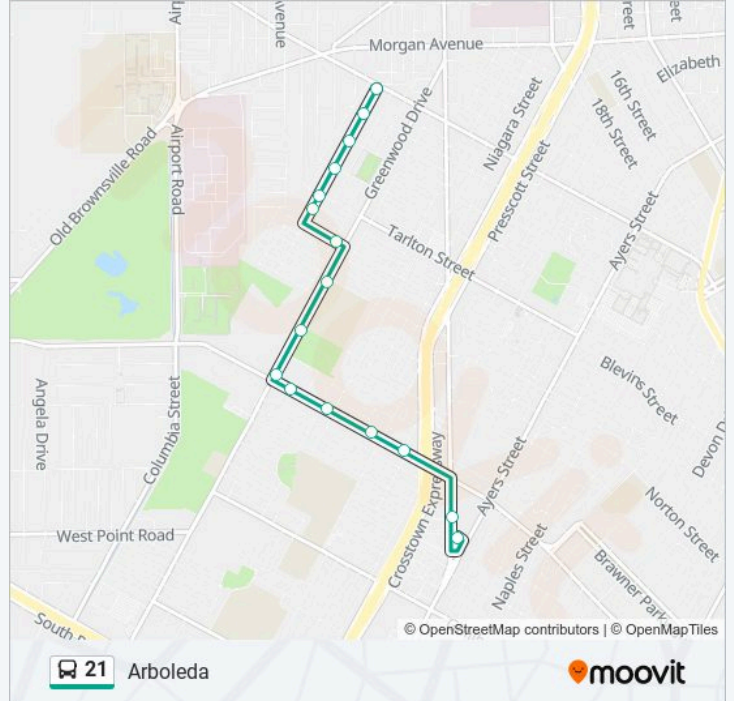 Morgan Avenue
Elizabeth
Niagara Street
16th Street
18th Street
Greenwood Drive
Presscott Street
Old Brownsville Road
Airport Road
Ayers Street
Tarlton Street
Blevins Street
Angela Drive
Columbia Street
Devon D
Crosstown Expressway
Ayers Street
Norton Street
West Point Road
Naples Street
Brawner Park
South
© OpenStreetMap contributors | © OpenMapTiles
21 Arboleda
moovit